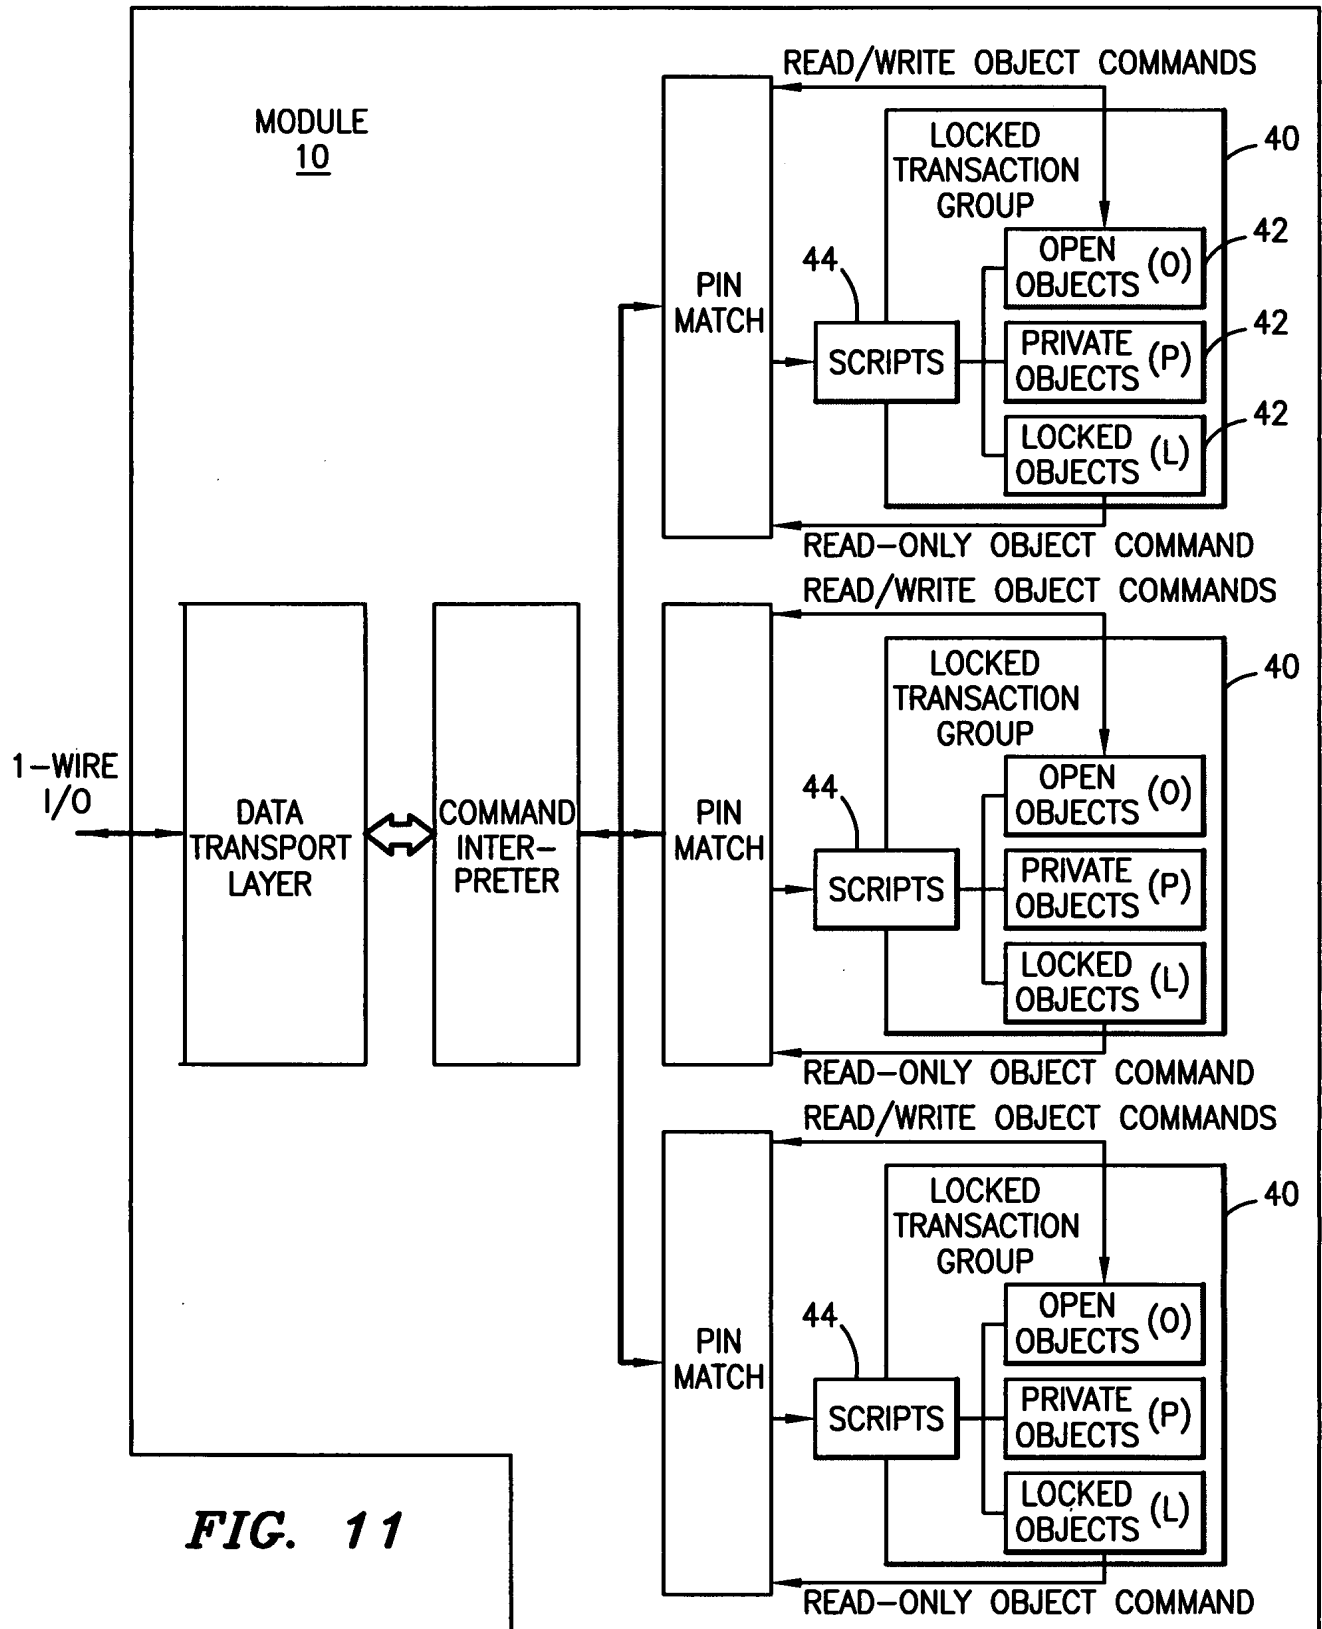 READ/WRITE OBJECT COMMANDS
MODULE
10
LOCKED
TRANSACTION
GROUP
40
OPEN
OBJECTS (O)
42
44
PIN
MATCH
SCRIPTS
PRIVATE
OBJECTS (P)
42
LOCKED
OBJECTS (L)
42
READ-ONLY OBJECT COMMAND
READ/WRITE OBJECT COMMANDS
LOCKED
TRANSACTION
GROUP
40
1-WIRE
I/O
DATA
TRANSPORT
LAYER
COMMAND
INTER-
PRETER
PIN
MATCH
44
SCRIPTS
OPEN
OBJECTS (O)
PRIVATE
OBJECTS (P)
LOCKED
OBJECTS (L)
READ-ONLY OBJECT COMMAND
READ/WRITE OBJECT COMMANDS
LOCKED
TRANSACTION
GROUP
40
PIN
MATCH
44
SCRIPTS
OPEN
OBJECTS (O)
PRIVATE
OBJECTS (P)
LOCKED
OBJECTS (L)
READ-ONLY OBJECT COMMAND
FIG. 11